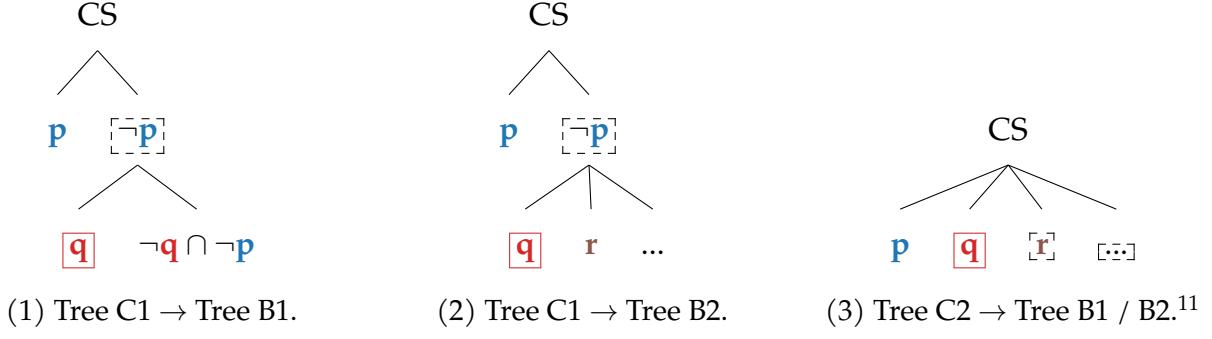 CS
p ¬p
q ¬q ∩ ¬p
(1) Tree C1 → Tree B1.
CS
p ¬p
q r ...
(2) Tree C1 → Tree B2.
CS
p q r ...
(3) Tree C2 → Tree B1 / B2.¹¹